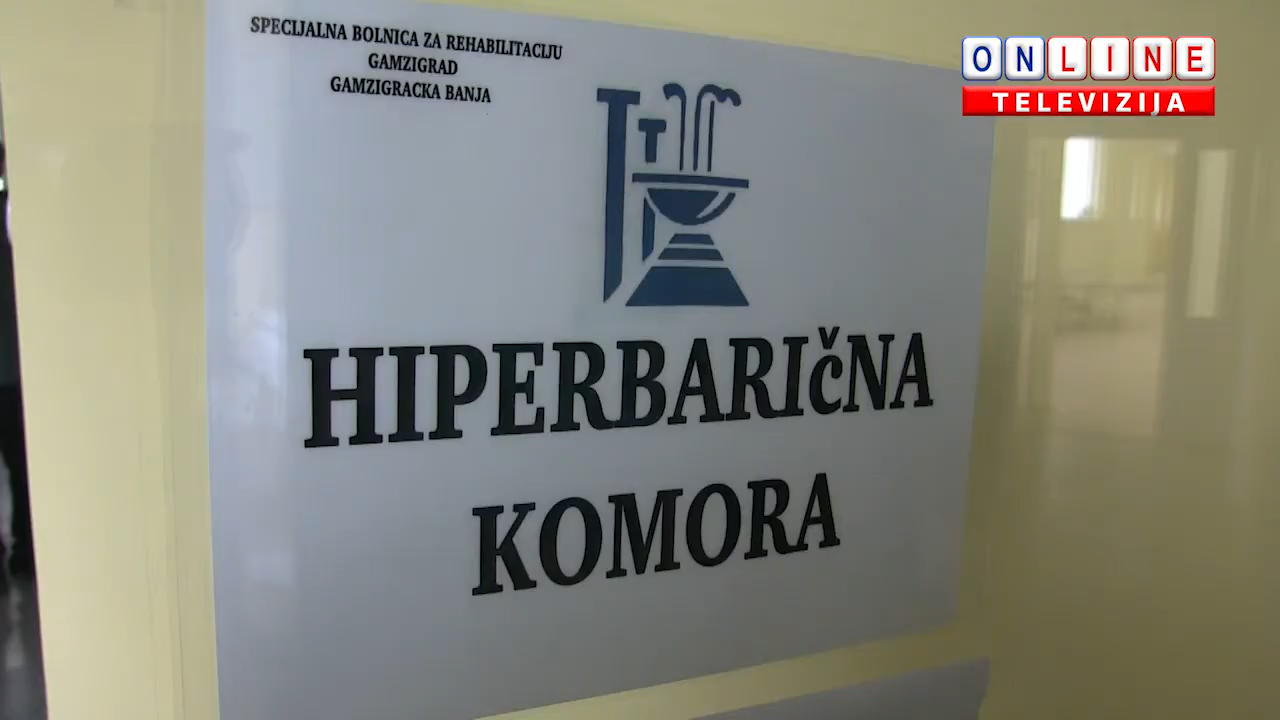 SPECIJALNA BOLNICA ZA REHABILITACIJU
GAMZIGRAD
GAMZIGRACKA BANJA
ONLINE
TELEVIZIJA
HIPERBARIčNA
KOMORA